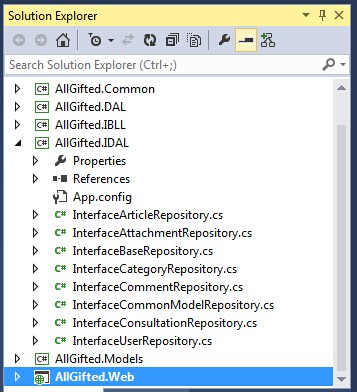 Solution Explorer
Search Solution Explorer (Ctrl+;)
C# AllGifted.Common
C# AllGifted.DAL
C# AllGifted.IBLL
C# AllGifted.IDAL
Properties
References
App.config
C# InterfaceArticleRepository.cs
C# InterfaceAttachmentRepository.cs
C# InterfaceBaseRepository.cs
C# InterfaceCategoryRepository.cs
C# InterfaceCommentRepository.cs
C# InterfaceCommonModelRepository.cs
C# InterfaceConsultationRepository.cs
C# InterfaceUserRepository.cs
C# AllGifted.Models
AllGifted.Web